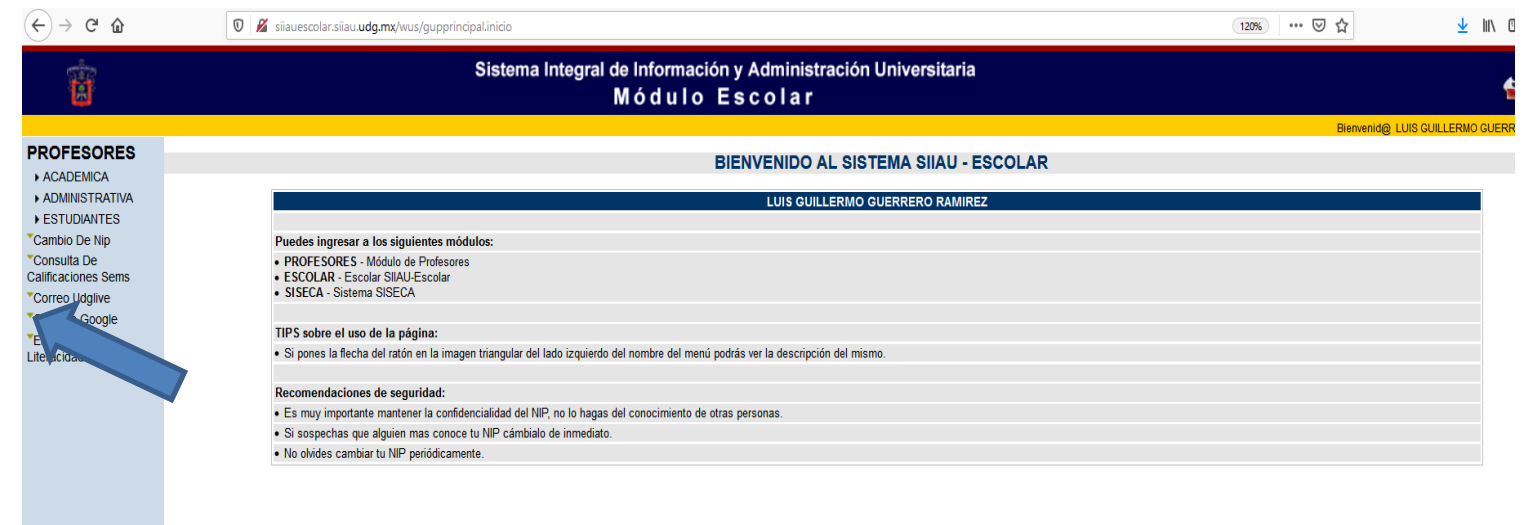 siiauescolar.siiau.udg.mx/wus/gupprincipal.inicio
120%
Sistema Integral de Información y Administración Universitaria
Módulo Escolar
Bienvenid@ LUIS GUILLERMO GUERR
PROFESORES
ACADEMICA
ADMINISTRATIVA
ESTUDIANTES
Cambio De Nip
Consulta De
Calificaciones Sems
Correo Udglive
Google
BIENVENIDO AL SISTEMA SIIAU - ESCOLAR
LUIS GUILLERMO GUERRERO RAMIREZ
Puedes ingresar a los siguientes módulos:
• PROFESORES - Módulo de Profesores
• ESCOLAR - Escolar SIIAU-Escolar
• SISECA - Sistema SISECA
TIPS sobre el uso de la página:
• Si pones la flecha del ratón en la imagen triangular del lado izquierdo del nombre del menú podrás ver la descripción del mismo.
Recomendaciones de seguridad:
• Es muy importante mantener la confidencialidad del NIP, no lo hagas del conocimiento de otras personas.
• Si sospechas que alguien mas conoce tu NIP cámbialo de inmediato.
• No olvides cambiar tu NIP periódicamente.